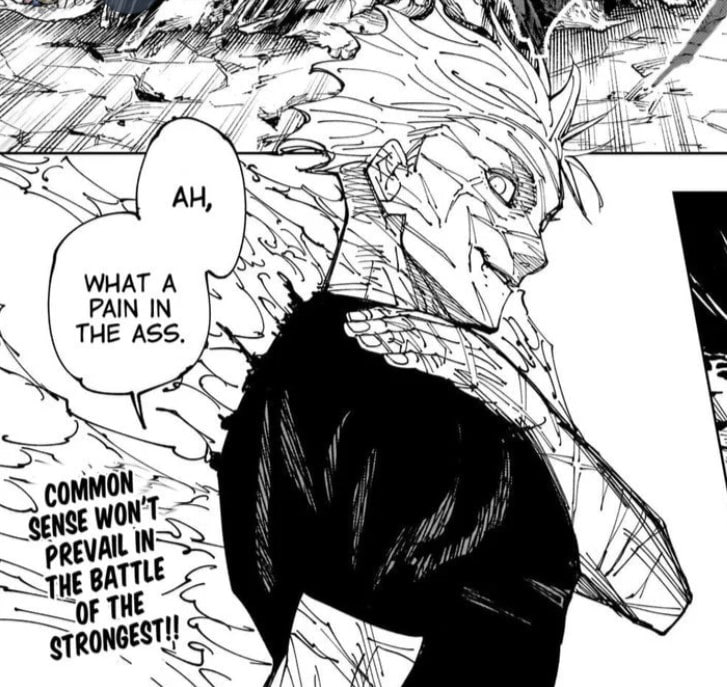 AH,
WHAT A
PAIN IN
THE ASS.
COMMON
SENSE WON'T
PREVAIL IN
THE BATTLE
OF THE
STRONGEST!!